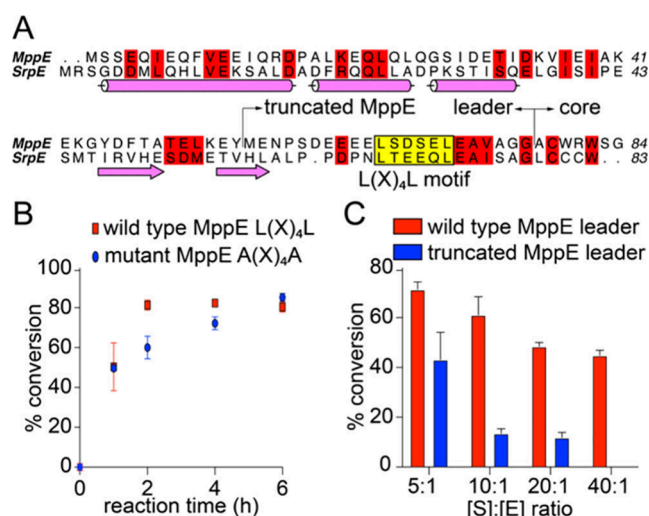 A
MppE ..MSSEQIEQFVEEIQRDPALKEQLQLQGSIDETIDKVIEIAK 41
SrpE MRSGDDMLQHLVEKSALDADFRQQLLADPKSTISQELGISIPE 43
truncated MppE leader core
MppE EKGYDFTATELKEYMENPSDEEEELSDSELEAVAGGACWRWSG 84
SrpE SMTIRVHESDMETVHLALP.PDPNLTEEQLEAISAGLCCCW.. 83
L(X)4L motif
B
wild type MppE L(X)4L
mutant MppE A(X)4A
100
80
60
40
20
0
% conversion
0 2 4 6
reaction time (h)
C
wild type MppE leader
truncated MppE leader
80
60
40
20
0
% conversion
5:1 10:1 20:1 40:1
[S]:[E] ratio